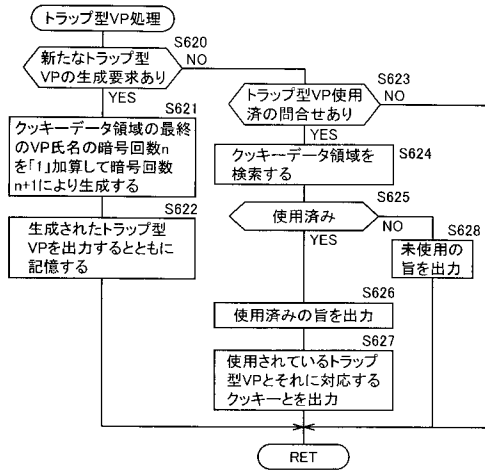 トラップ型VP処理
S620
新たなトラップ型
VPの生成要求あり
NO
YES
S621
クッキーデータ領域の最終
のVP氏名の暗号回数n
を「1」加算して暗号回数
n+1により生成する
S622
生成されたトラップ型
VPを出力するとともに
記憶する
S623
トラップ型VP使用
済の問合せあり
NO
YES
S624
クッキーデータ領域を
検索する
S625
使用済み
NO
YES
S628
未使用の
旨を出力
S626
使用済みの旨を出力
S627
使用されているトラップ
型VPとそれに対応する
クッキーとを出力
RET